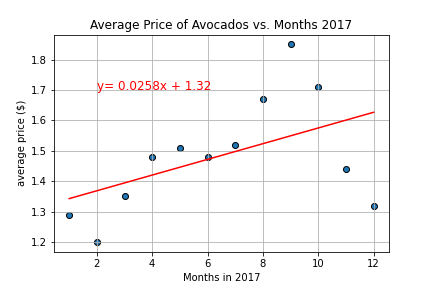 Average Price of Avocados vs. Months 2017
y= 0.0258x + 1.32
average price ($)
1.8
1.7
1.6
1.5
1.4
1.3
1.2
2 4 6 8 10 12
Months in 2017